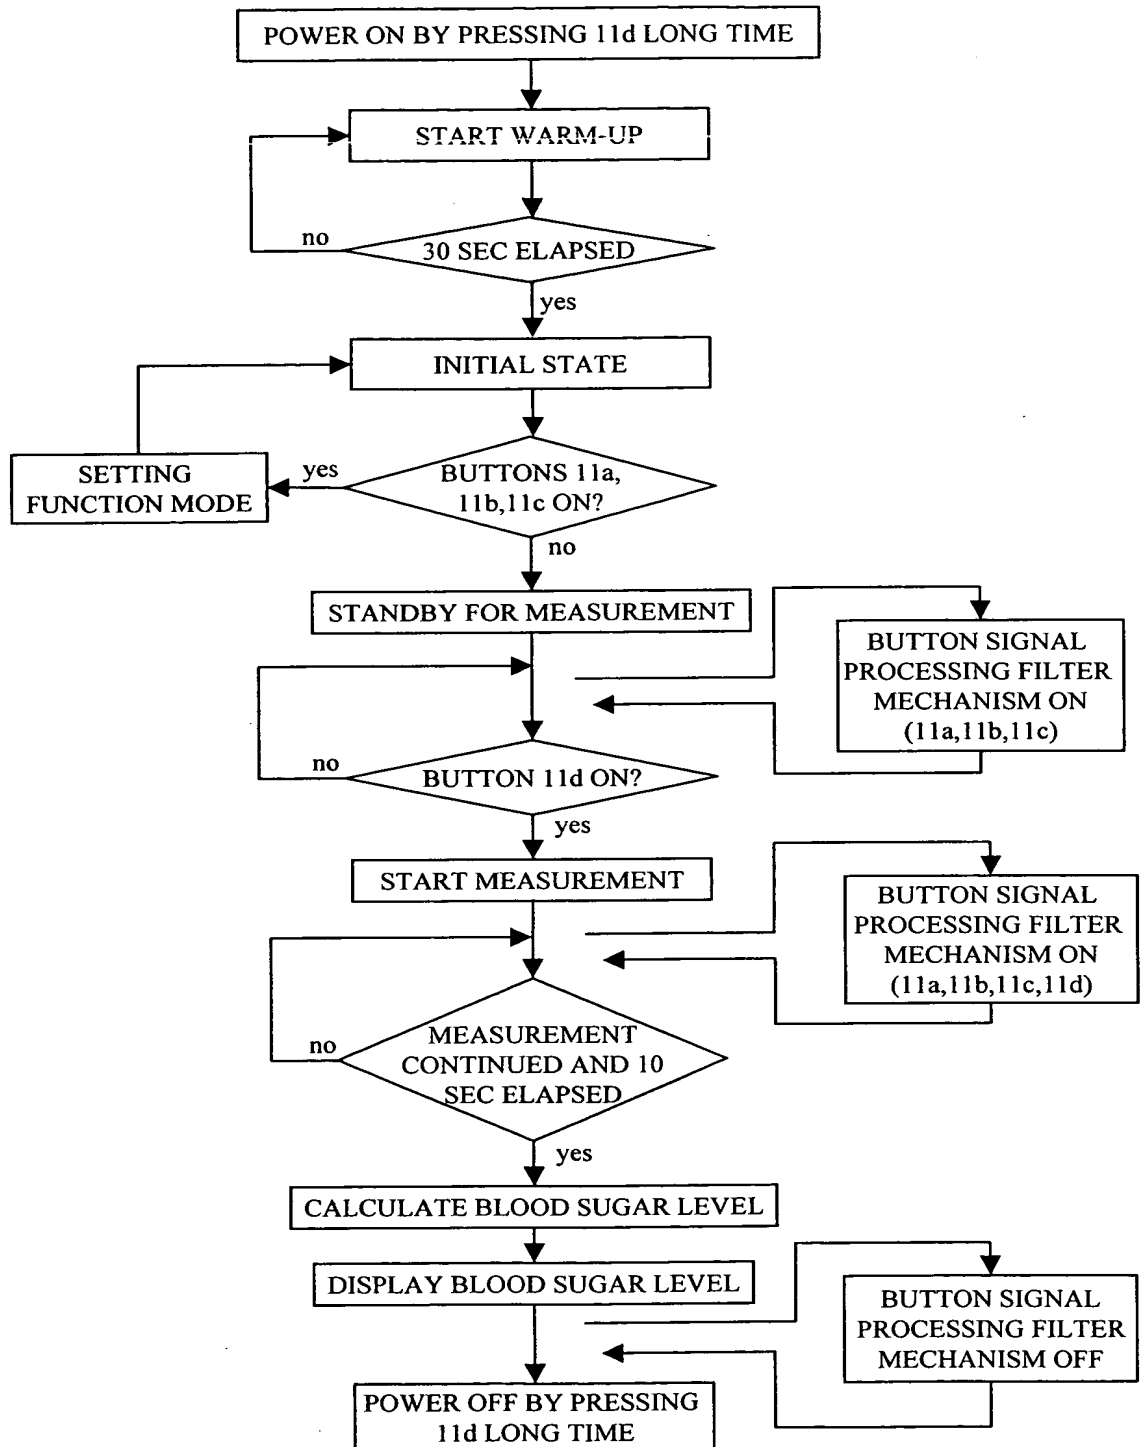 POWER ON BY PRESSING 11d LONG TIME
START WARM-UP
no
30 SEC ELAPSED
yes
INITIAL STATE
SETTING
FUNCTION MODE
yes
BUTTONS 11a,
11b,11c ON?
no
STANDBY FOR MEASUREMENT
BUTTON SIGNAL
PROCESSING FILTER
MECHANISM ON
(11a,11b,11c)
no
BUTTON 11d ON?
yes
START MEASUREMENT
BUTTON SIGNAL
PROCESSING FILTER
MECHANISM ON
(11a,11b,11c,11d)
no
MEASUREMENT
CONTINUED AND 10
SEC ELAPSED
yes
CALCULATE BLOOD SUGAR LEVEL
DISPLAY BLOOD SUGAR LEVEL
BUTTON SIGNAL
PROCESSING FILTER
MECHANISM OFF
POWER OFF BY PRESSING
11d LONG TIME